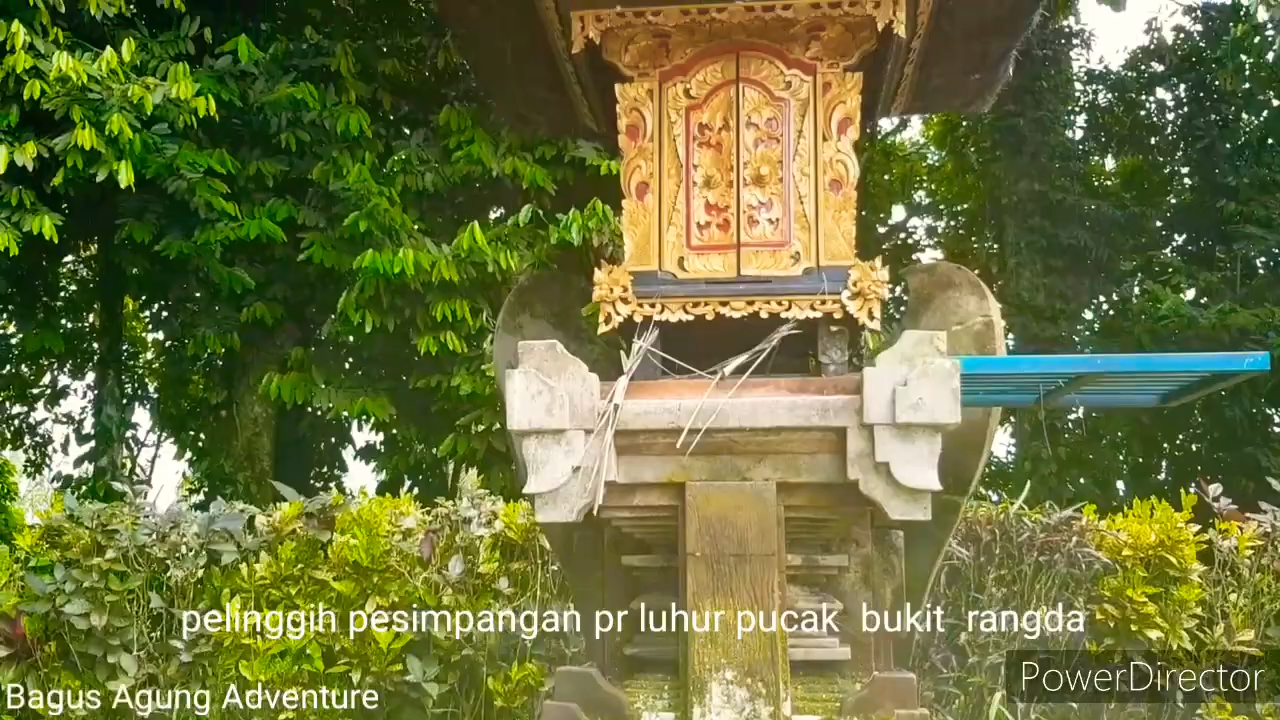 pelinggih pesimpangan pr luhur pucak bukit rangda
PowerDirector
Bagus Agung Adventure